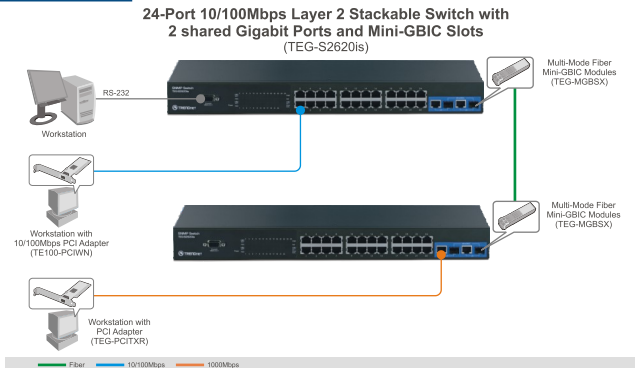 24-Port 10/100Mbps Layer 2 Stackable Switch with
2 shared Gigabit Ports and Mini-GBIC Slots
(TEG-S2620is)
Multi-Mode Fiber
Mini-GBIC Modules
(TEG-MGBSX)
RS-232
Workstation
TRENDnet
Workstation with
10/100Mbps PCI Adapter
(TE100-PCIWN)
Multi-Mode Fiber
Mini-GBIC Modules
(TEG-MGBSX)
TRENDnet
Workstation with
PCI Adapter
(TEG-PCITXR)
Fiber
10/100Mbps
1000Mbps